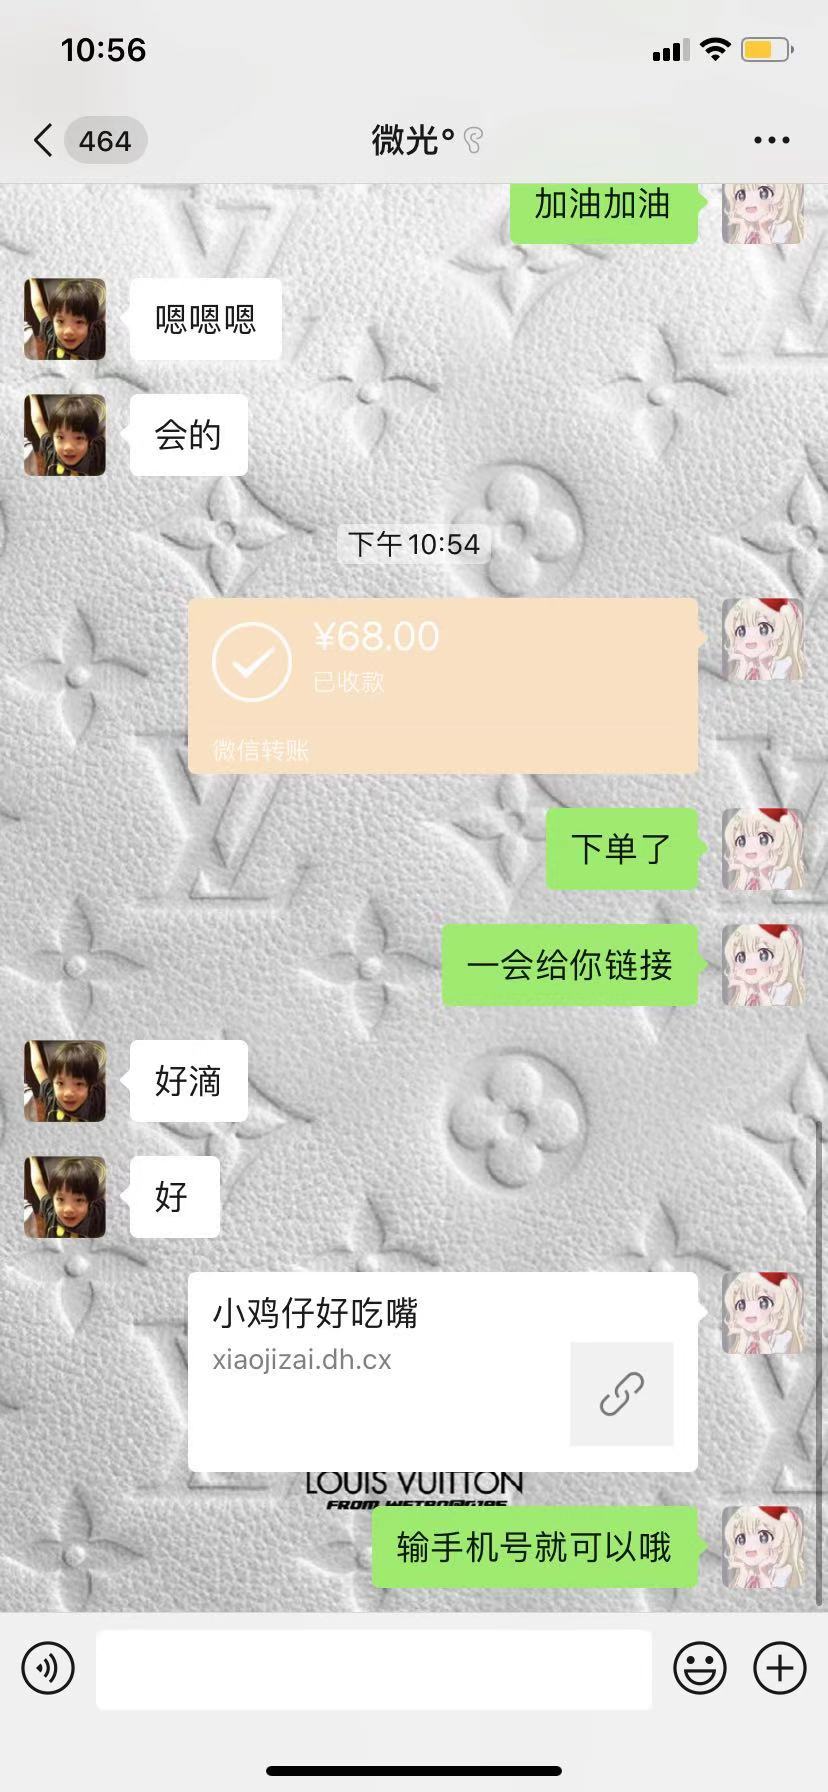 10:56
464
微光°
加油加油
嗯嗯嗯
会的
下午10:54
¥68.00
已收款
微信转账
下单了
一会给你链接
好滴
好
小鸡仔好吃嘴
xiaojizai.dh.cx
LOUIS VUITTON
输手机号就可以哦